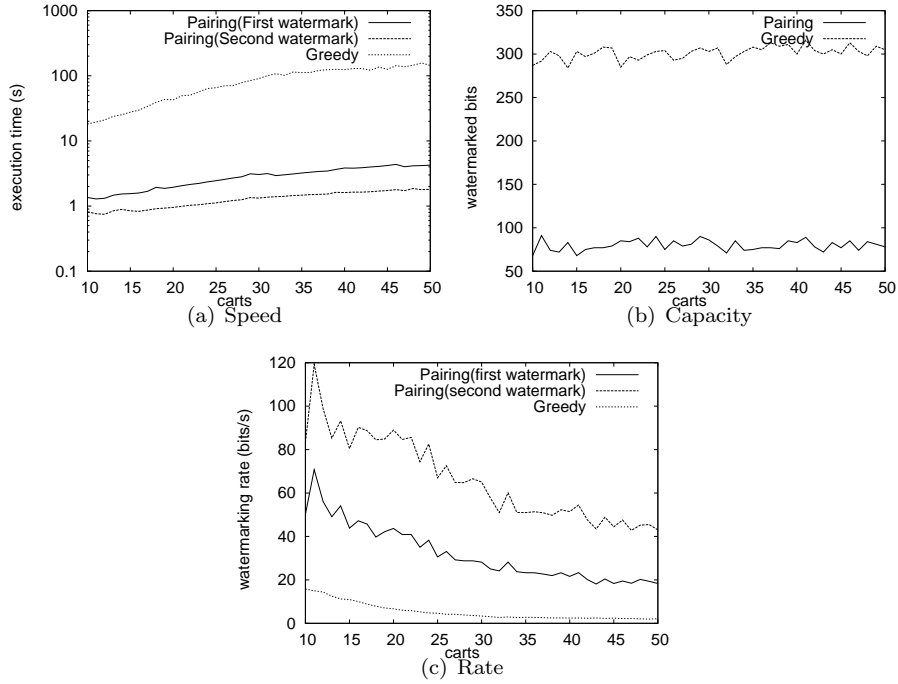 1000
100
10
1
0.1
execution time (s)
Pairing(First watermark)
Pairing(Second watermark)
Greedy
10 15 20 25 30 35 40 45 50
carts
(a) Speed
350
300
250
200
150
100
50
watermarked bits
Pairing
Greedy
10 15 20 25 30 35 40 45 50
carts
(b) Capacity
120
100
80
60
40
20
0
watermarking rate (bits/s)
Pairing(first watermark)
Pairing(second watermark)
Greedy
10 15 20 25 30 35 40 45 50
carts
(c) Rate